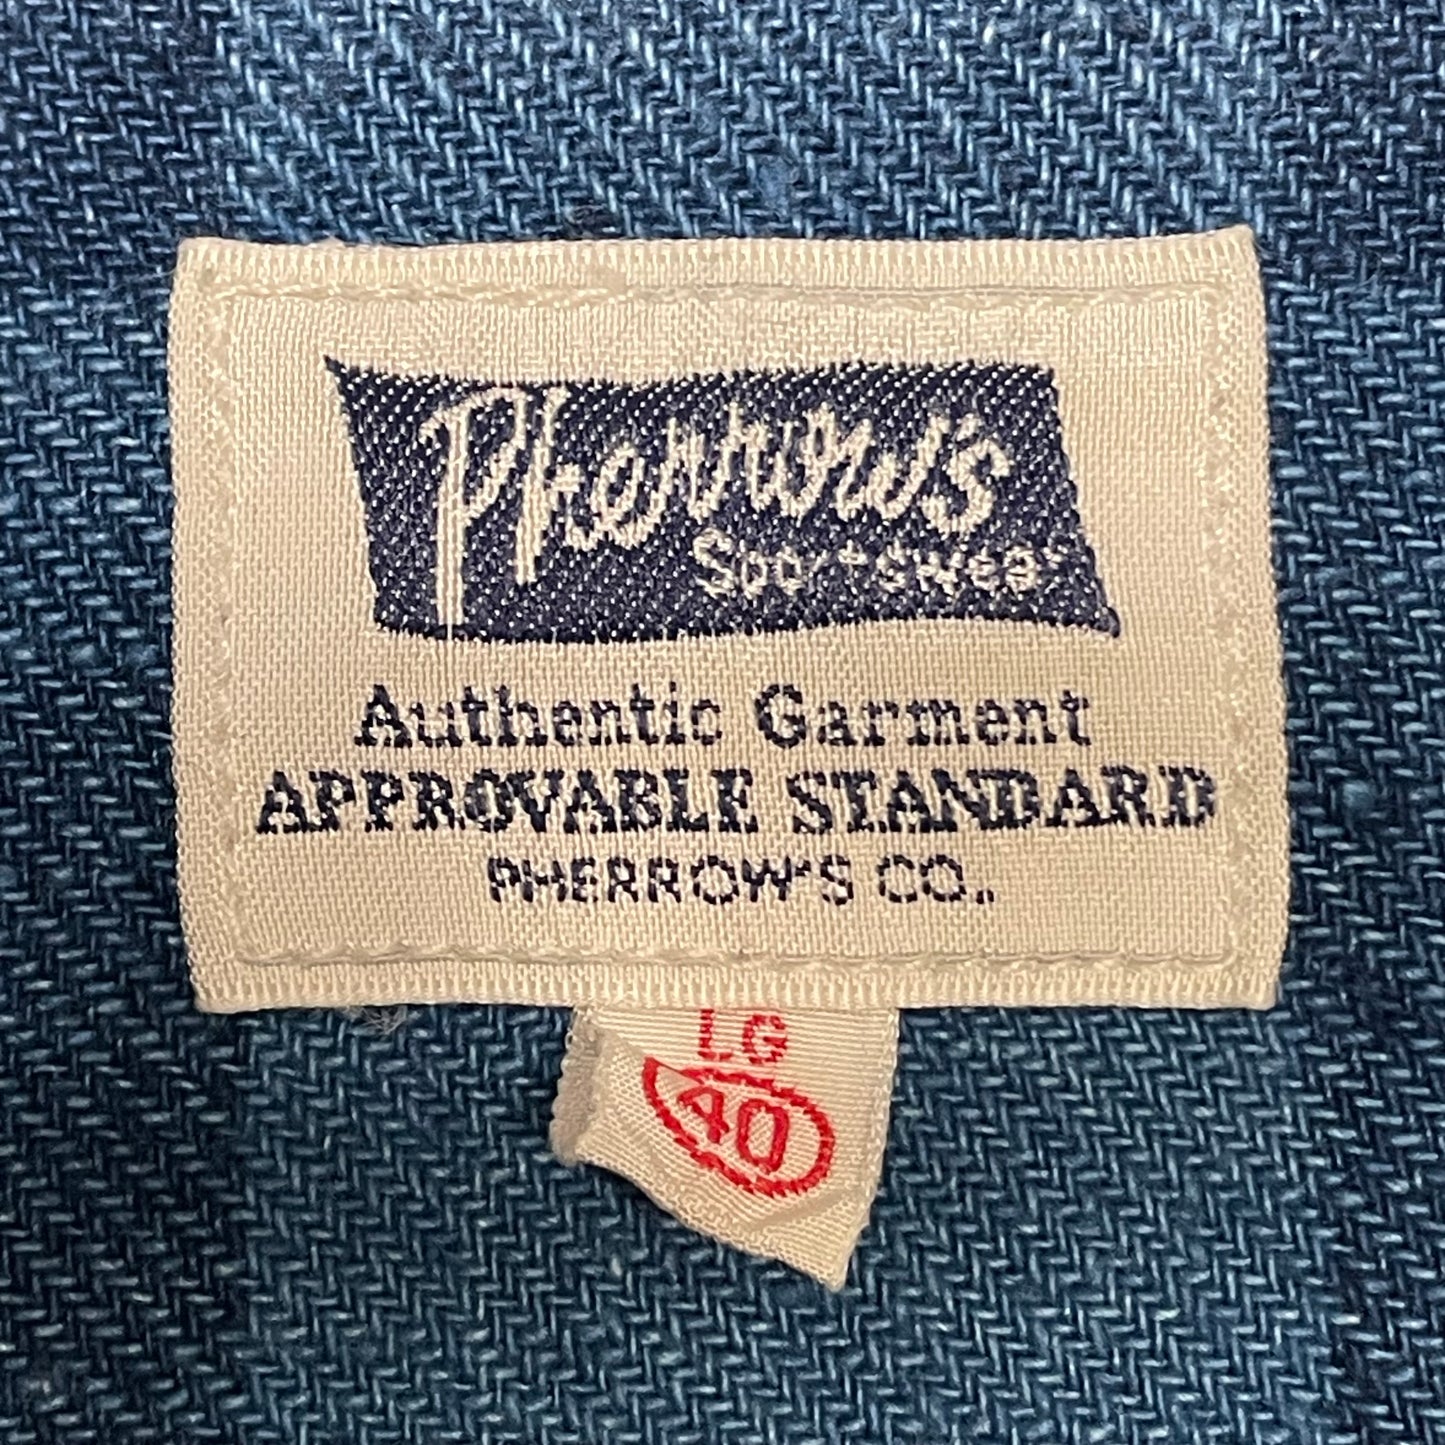 Pherrow's
Sportswear
Authentic Garment
APPROVABLE STANDARD
PHERROW'S CO.,
LG
40